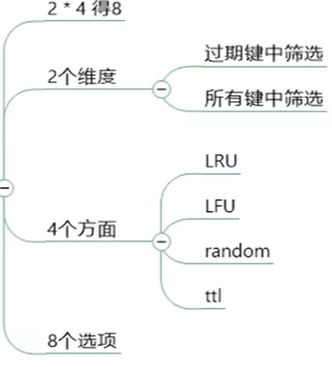 2 * 4 得8
2个维度
过期键中筛选
所有键中筛选
4个方面
LRU
LFU
random
ttl
8个选项